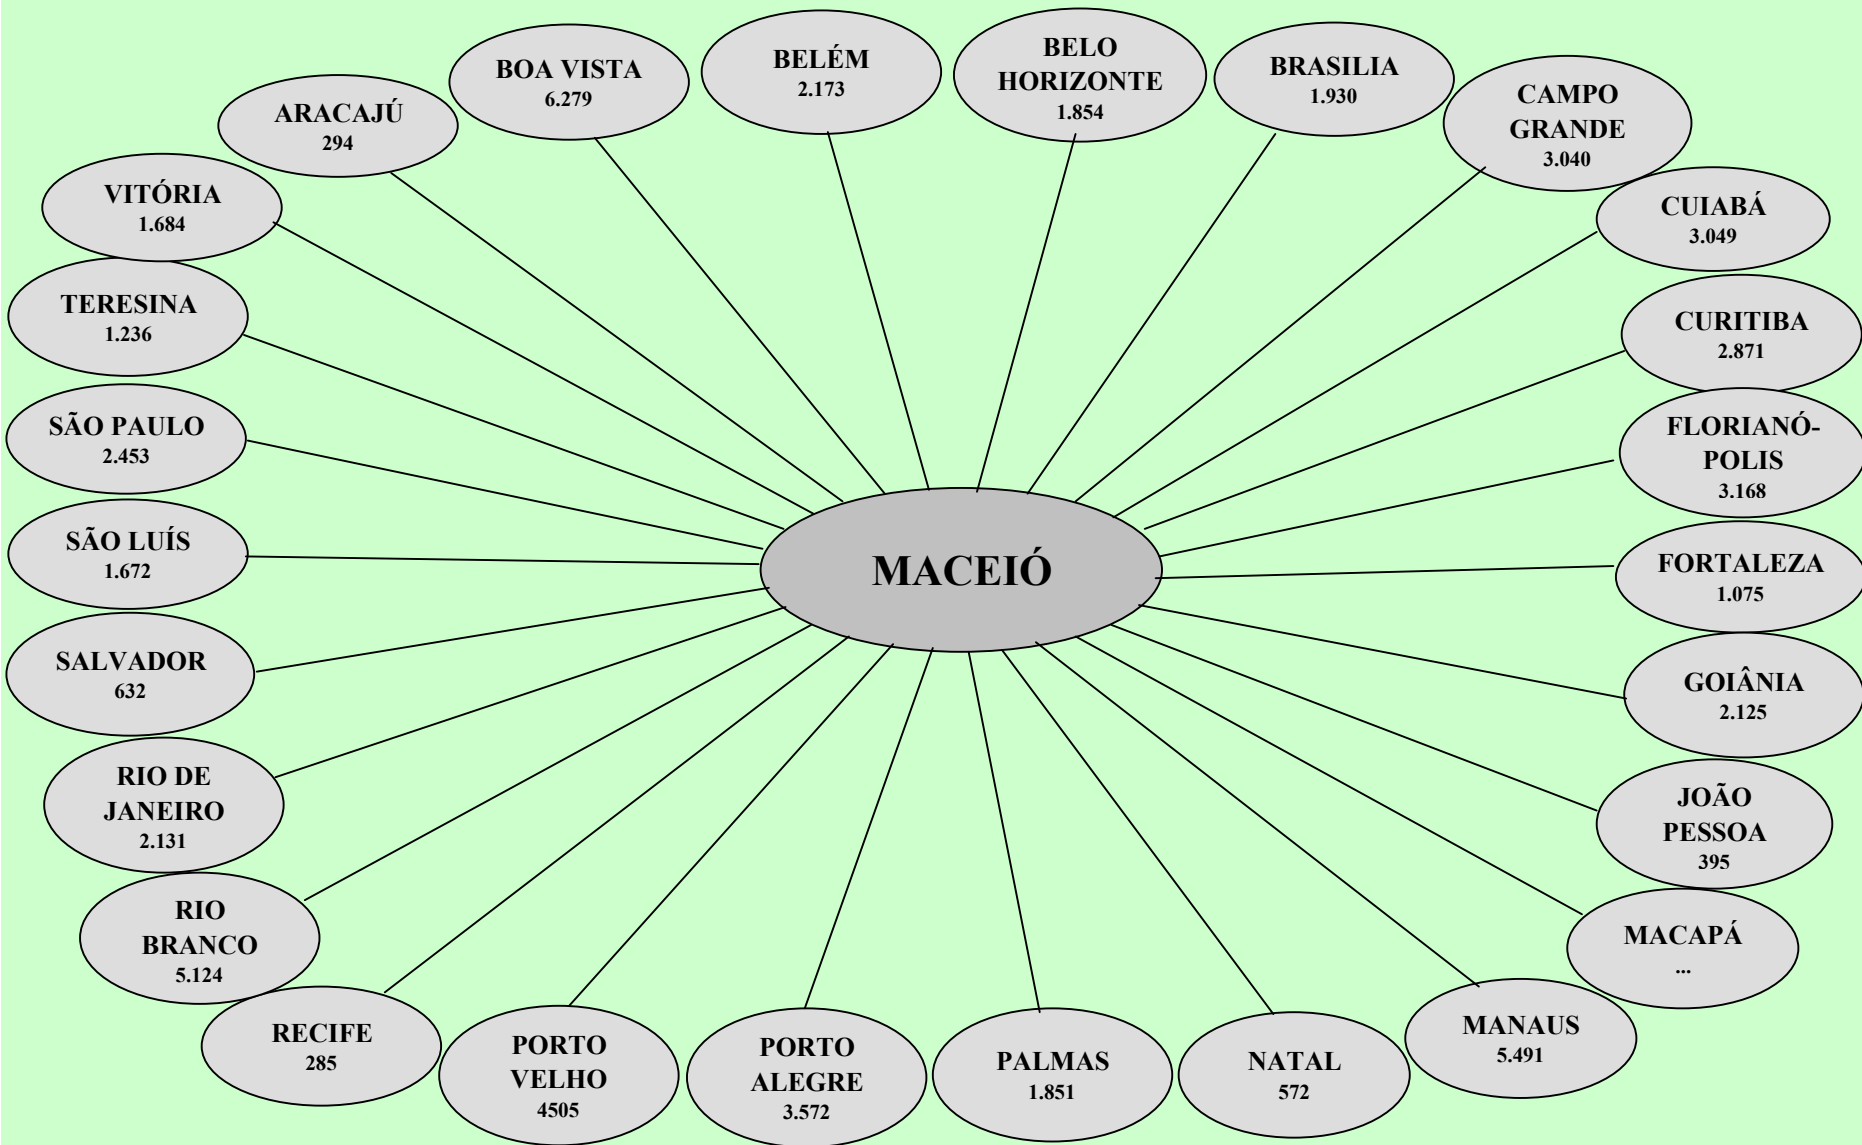 BOA VISTA
6.279
BELÉM
2.173
BELO
HORIZONTE
1.854
BRASILIA
1.930
CAMPO
GRANDE
3.040
CUIABÁ
3.049
CURITIBA
2.871
FLORIANÓ-
POLIS
3.168
FORTALEZA
1.075
GOIÂNIA
2.125
JOÃO
PESSOA
395
MACAPÁ
...
MANAUS
5.491
NATAL
572
PALMAS
1.851
PORTO
ALEGRE
3.572
PORTO
VELHO
4505
RECIFE
285
RIO
BRANCO
5.124
RIO DE
JANEIRO
2.131
SALVADOR
632
SÃO LUÍS
1.672
SÃO PAULO
2.453
TERESINA
1.236
VITÓRIA
1.684
ARACAJÚ
294
MACEIÓ